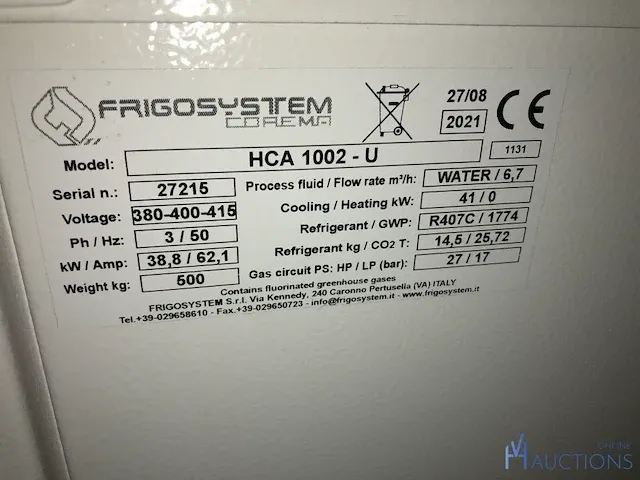 FRIGOSYSTEM
COREMA
27/08
2021
CE
Model: HCA 1002 - U 1131
Serial n.: 27215
Voltage: 380-400-415
Ph / Hz: 3 / 50
kW / Amp: 38,8 / 62,1
Weight kg: 500
Process fluid / Flow rate m³/h: WATER / 6,7
Cooling / Heating kW: 41 / 0
Refrigerant / GWP: R407C / 1774
Refrigerant kg / CO2 T: 14,5 / 25,72
Gas circuit PS: HP / LP (bar): 27 / 17
Contains fluorinated greenhouse gases
FRIGOSYSTEM S.r.l. Via Kennedy, 240 Caronno Pertusella (VA) ITALY
Tel.+39-029658610 - Fax.+39-029650723 - info@frigosystem.it - www.frigosystem.it
ONLINE
AUCTIONS